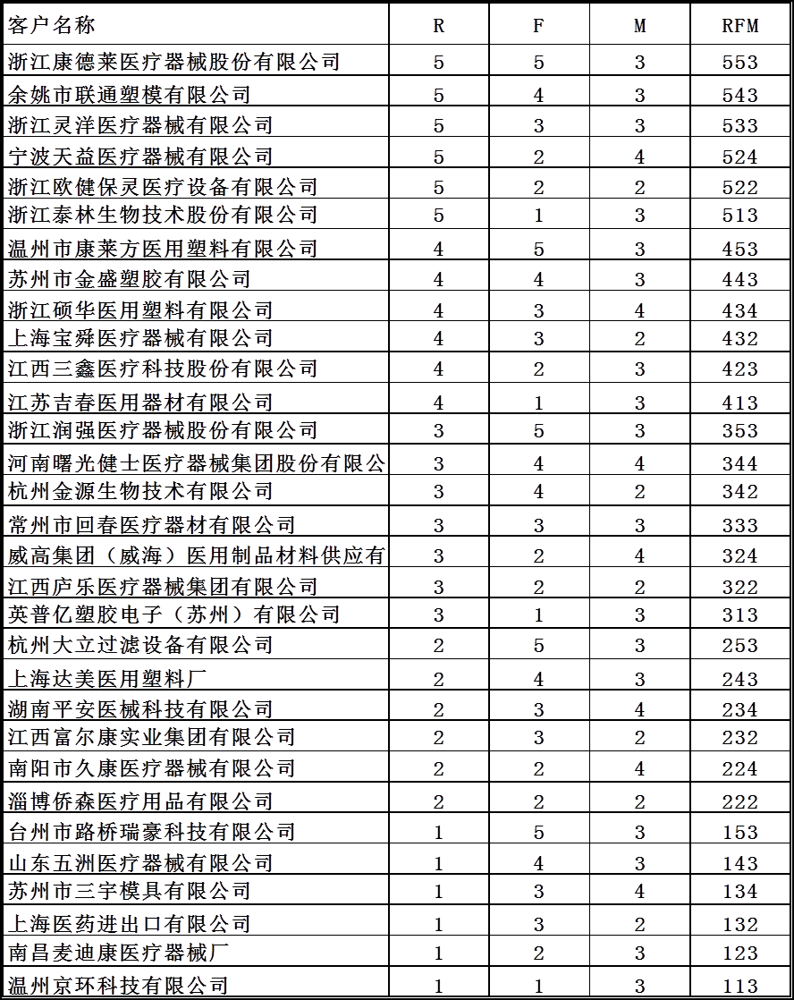 客户名称 R F M RFM
浙江康德莱医疗器械股份有限公司 5 5 3 553
余姚市联通塑模有限公司 5 4 3 543
浙江灵洋医疗器械有限公司 5 3 3 533
宁波天益医疗器械有限公司 5 2 4 524
浙江欧健保灵医疗设备有限公司 5 2 2 522
浙江泰林生物技术股份有限公司 5 1 3 513
温州市康莱方医用塑料有限公司 4 5 3 453
苏州市金盛塑胶有限公司 4 4 3 443
浙江硕华医用塑料有限公司 4 3 4 434
上海宝舜医疗器械有限公司 4 3 2 432
江西三鑫医疗科技股份有限公司 4 2 3 423
江苏吉春医用器材有限公司 4 1 3 413
浙江润强医疗器械股份有限公司 3 5 3 353
河南曙光健士医疗器械集团股份有限公 3 4 4 344
杭州金源生物技术有限公司 3 4 2 342
常州市回春医疗器材有限公司 3 3 3 333
威高集团（威海）医用制品材料供应有 3 2 4 324
江西庐乐医疗器械集团有限公司 3 2 2 322
英普亿塑胶电子（苏州）有限公司 3 1 3 313
杭州大立过滤设备有限公司 2 5 3 253
上海达美医用塑料厂 2 4 3 243
湖南平安医械科技有限公司 2 3 4 234
江西富尔康实业集团有限公司 2 3 2 232
南阳市久康医疗器械有限公司 2 2 4 224
淄博侨森医疗用品有限公司 2 2 2 222
台州市路桥瑞豪科技有限公司 1 5 3 153
山东五洲医疗器械有限公司 1 4 3 143
苏州市三宇模具有限公司 1 3 4 134
上海医药进出口有限公司 1 3 2 132
南昌麦迪康医疗器械厂 1 2 3 123
温州京环科技有限公司 1 1 3 113